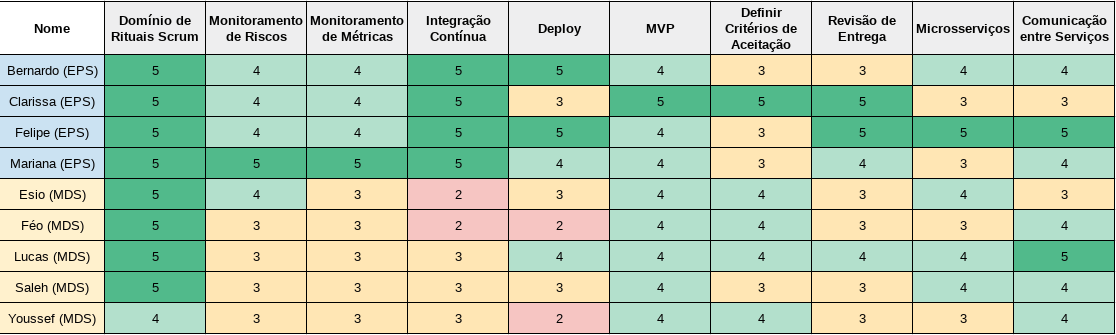 Nome Domínio de Rituais Scrum Monitoramento de Riscos Monitoramento de Métricas Integração Contínua Deploy MVP Definir Critérios de Aceitação Revisão de Entrega Microsserviços Comunicação entre Serviços
Bernardo (EPS) 5 4 4 5 5 4 3 3 4 4
Clarissa (EPS) 5 4 4 5 3 5 5 5 3 3
Felipe (EPS) 5 4 4 5 5 4 3 5 5 5
Mariana (EPS) 5 5 5 5 4 4 3 4 3 4
Esio (MDS) 5 4 3 2 3 4 4 3 4 3
Féo (MDS) 5 3 3 2 2 4 4 3 3 4
Lucas (MDS) 5 3 3 3 4 4 4 4 4 5
Saleh (MDS) 5 3 3 3 3 4 3 3 4 4
Youssef (MDS) 4 3 3 3 2 4 4 3 3 4